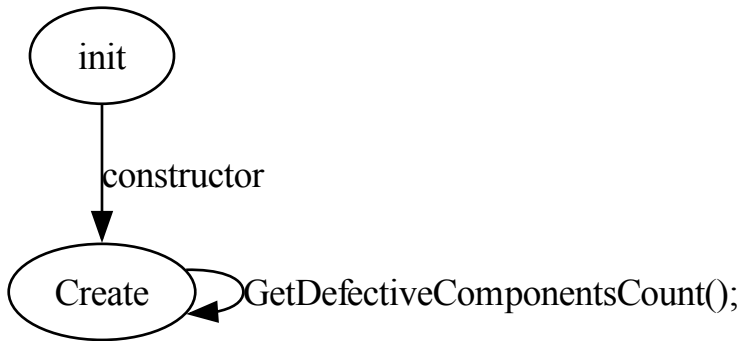 init
constructor
Create
GetDefectiveComponentsCount();